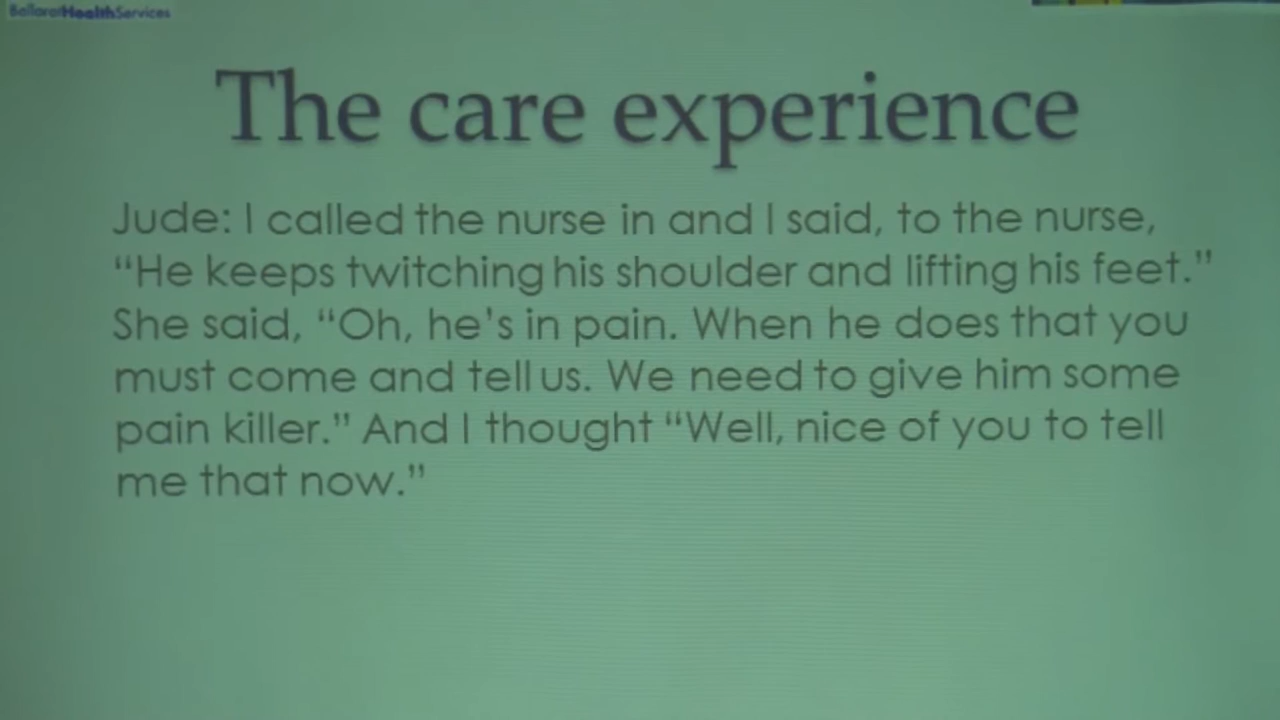 BallaratHealthServices
The care experience
Jude: I called the nurse in and I said, to the nurse,
“He keeps twitching his shoulder and lifting his feet.”
She said, “Oh, he’s in pain. When he does that you
must come and tell us. We need to give him some
pain killer.” And I thought “Well, nice of you to tell
me that now.”